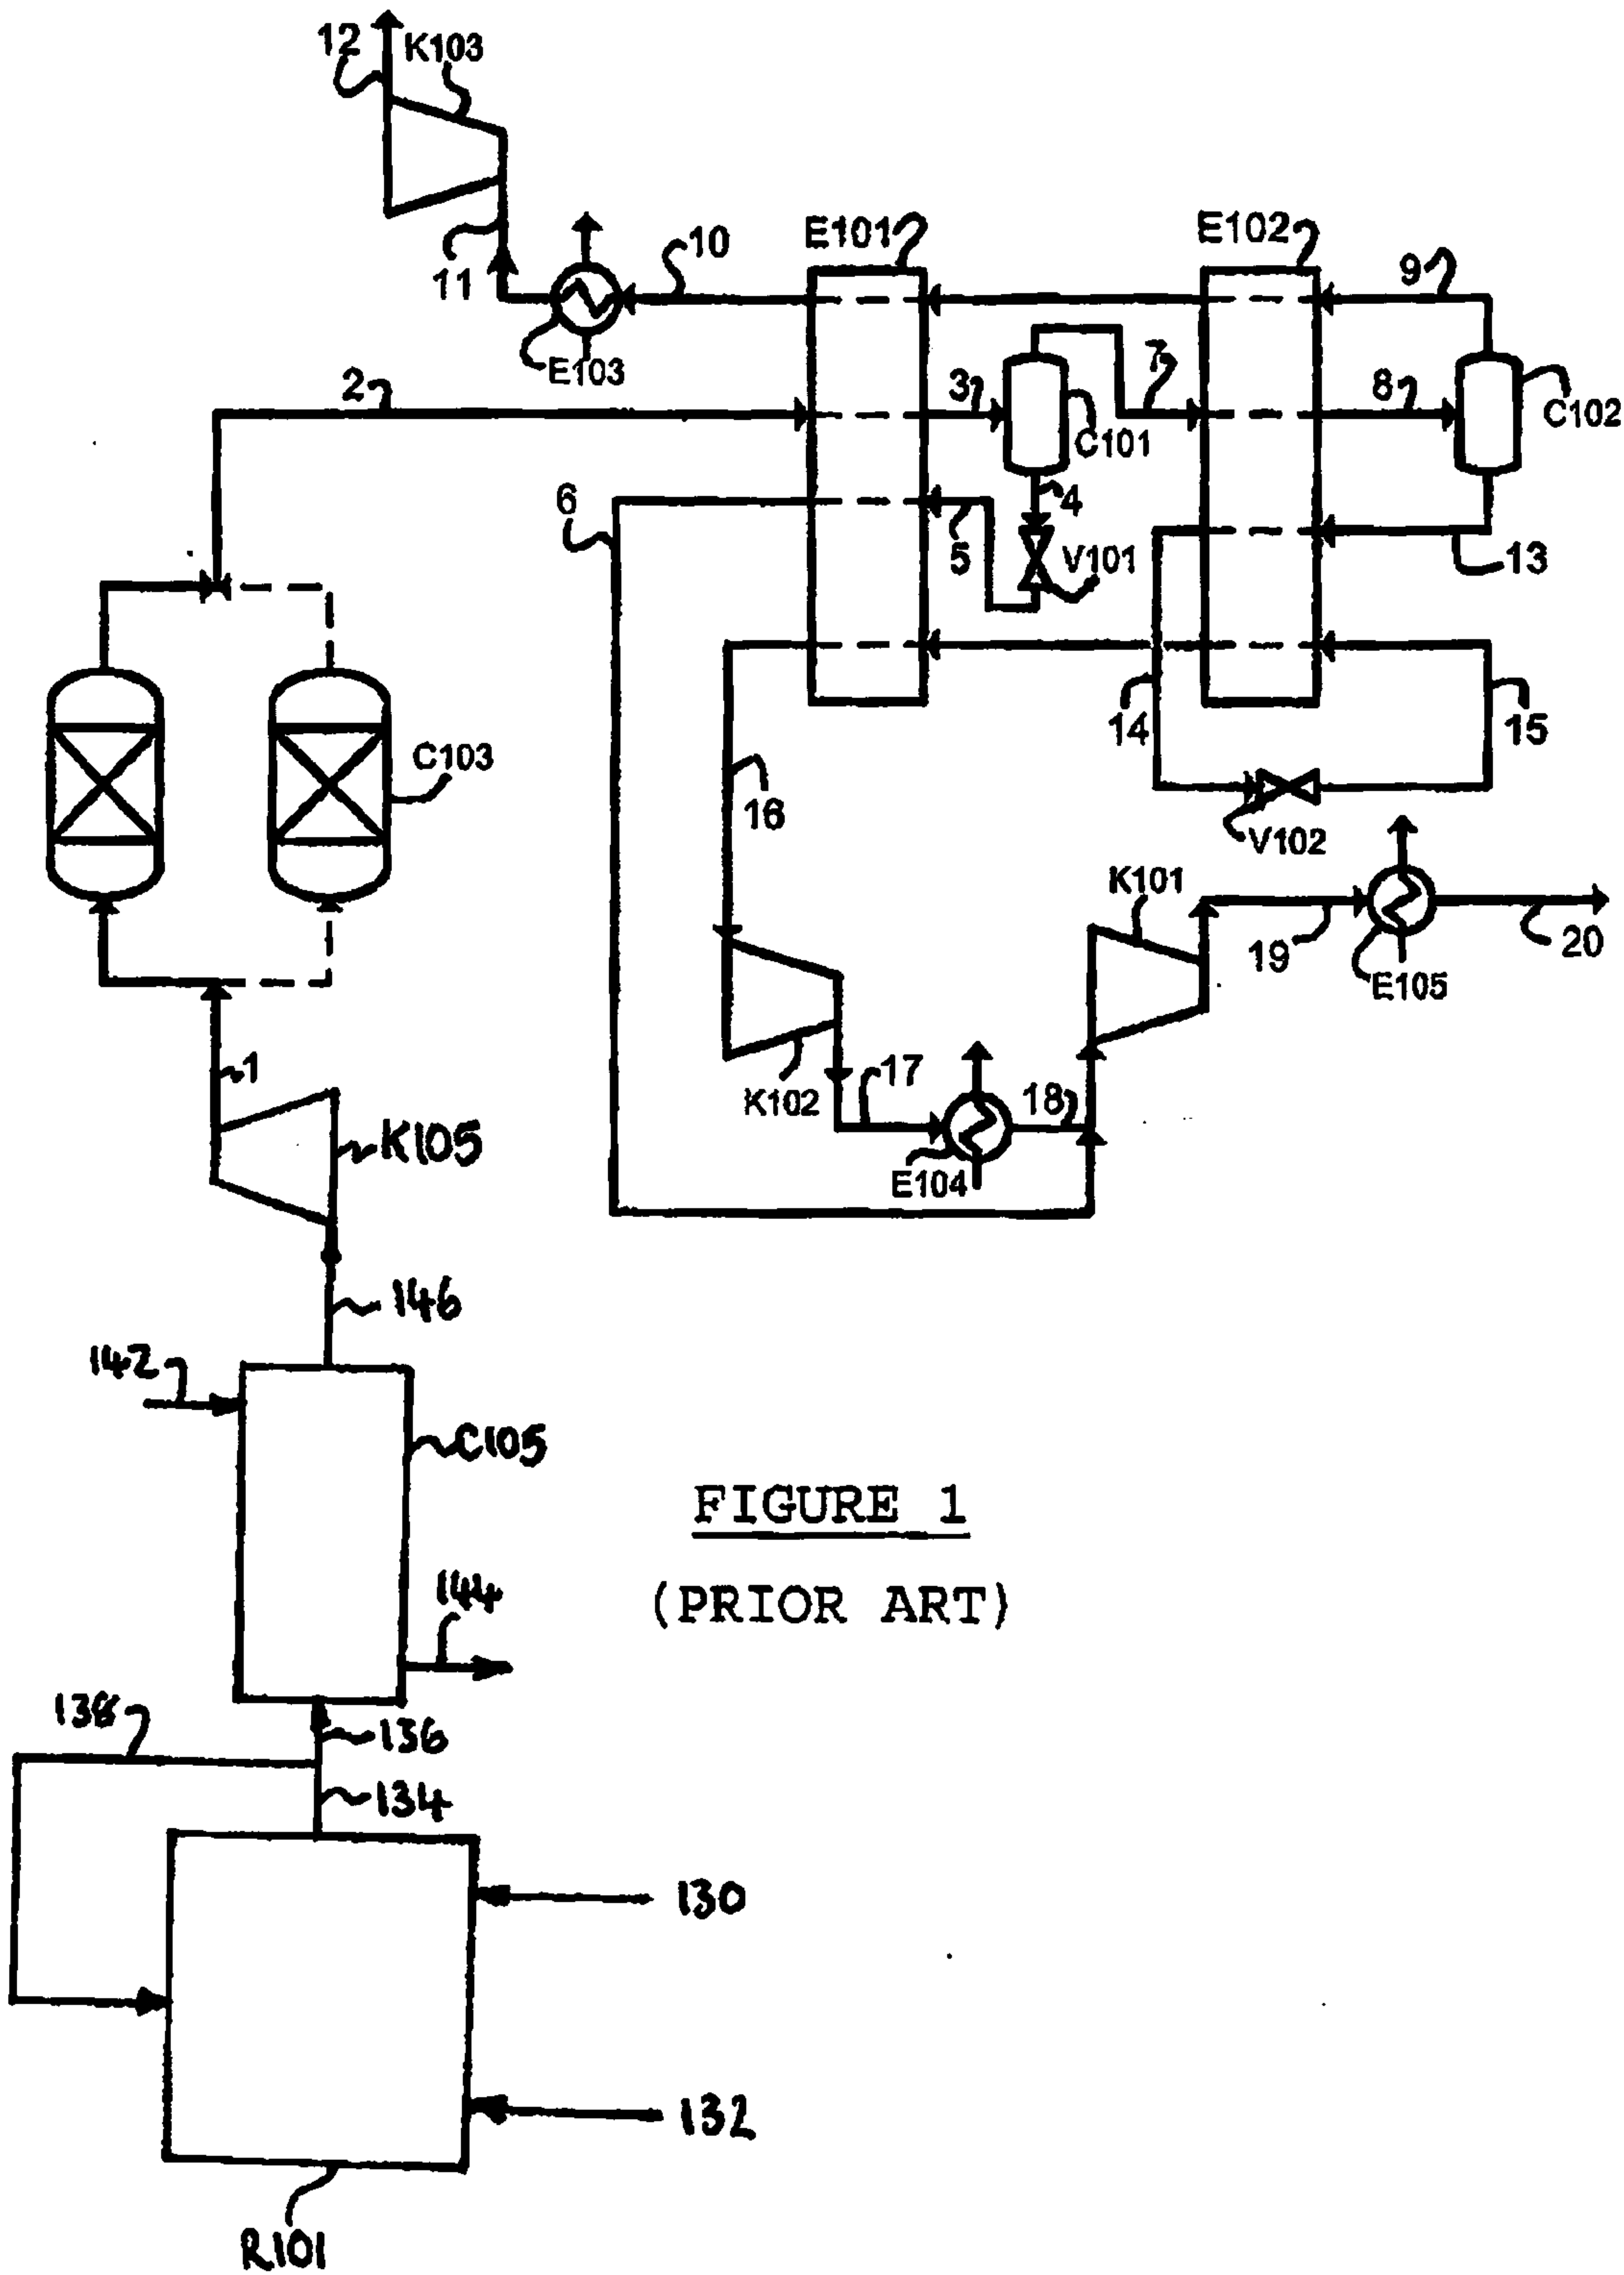 12 K103
E101
E102
10
9
11
E103
2
3
7
8
C101
C102
6
4
5
V101
13
14
15
C103
16
V102
K101
19
20
E105
1
17
18
K102
K105
E104
146
142
C105
FIGURE 1
144
(PRIOR ART)
138
136
134
130
132
R101